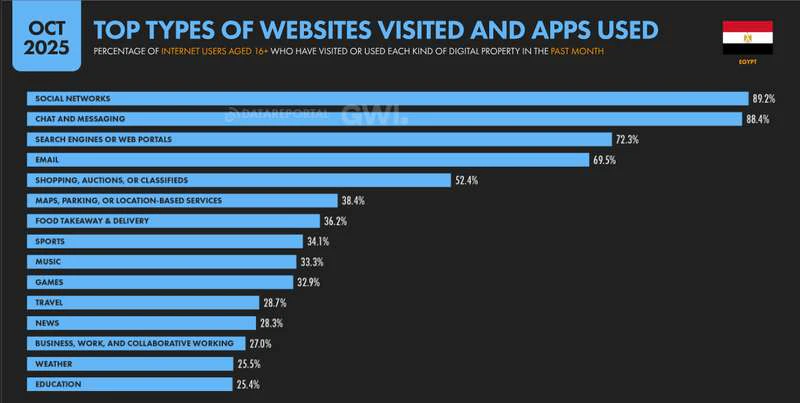 OCT
2025
TOP TYPES OF WEBSITES VISITED AND APPS USED
PERCENTAGE OF INTERNET USERS AGED 16+ WHO HAVE VISITED OR USED EACH KIND OF DIGITAL PROPERTY IN THE PAST MONTH
EGYPT
SOCIAL NETWORKS 89.2%
DATAREPORTAL GWI.
CHAT AND MESSAGING 88.4%
SEARCH ENGINES OR WEB PORTALS 72.3%
EMAIL 69.5%
SHOPPING, AUCTIONS, OR CLASSIFIEDS 52.4%
MAPS, PARKING, OR LOCATION-BASED SERVICES 38.4%
FOOD TAKEAWAY & DELIVERY 36.2%
SPORTS 34.1%
MUSIC 33.3%
GAMES 32.9%
TRAVEL 28.7%
NEWS 28.3%
BUSINESS, WORK, AND COLLABORATIVE WORKING 27.0%
WEATHER 25.5%
EDUCATION 25.4%